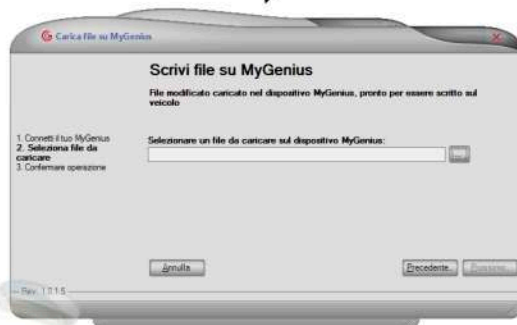 Carica file su MyGenius
Scrivi file su MyGenius
File modificato caricato nel dispositivo MyGenius, pronto per essere scritto sul
veicolo
1. Connetti il tuo MyGenius
2. Seleziona file da
caricare
3. Confermare operazione
Selezionare un file da caricare sul dispositivo MyGenius:
Annulla
Precedente..
Prossimo..
Rev. 1.8.1.5